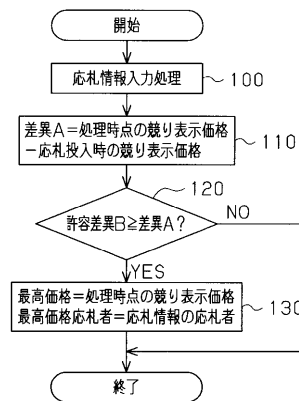 開始
応札情報入力処理
100
差異A=処理時点の競り表示価格
−応札投入時の競り表示価格
110
120
許容差異B≧差異A?
NO
YES
最高価格=処理時点の競り表示価格
最高価格応札者=応札情報の応札者
130
終了